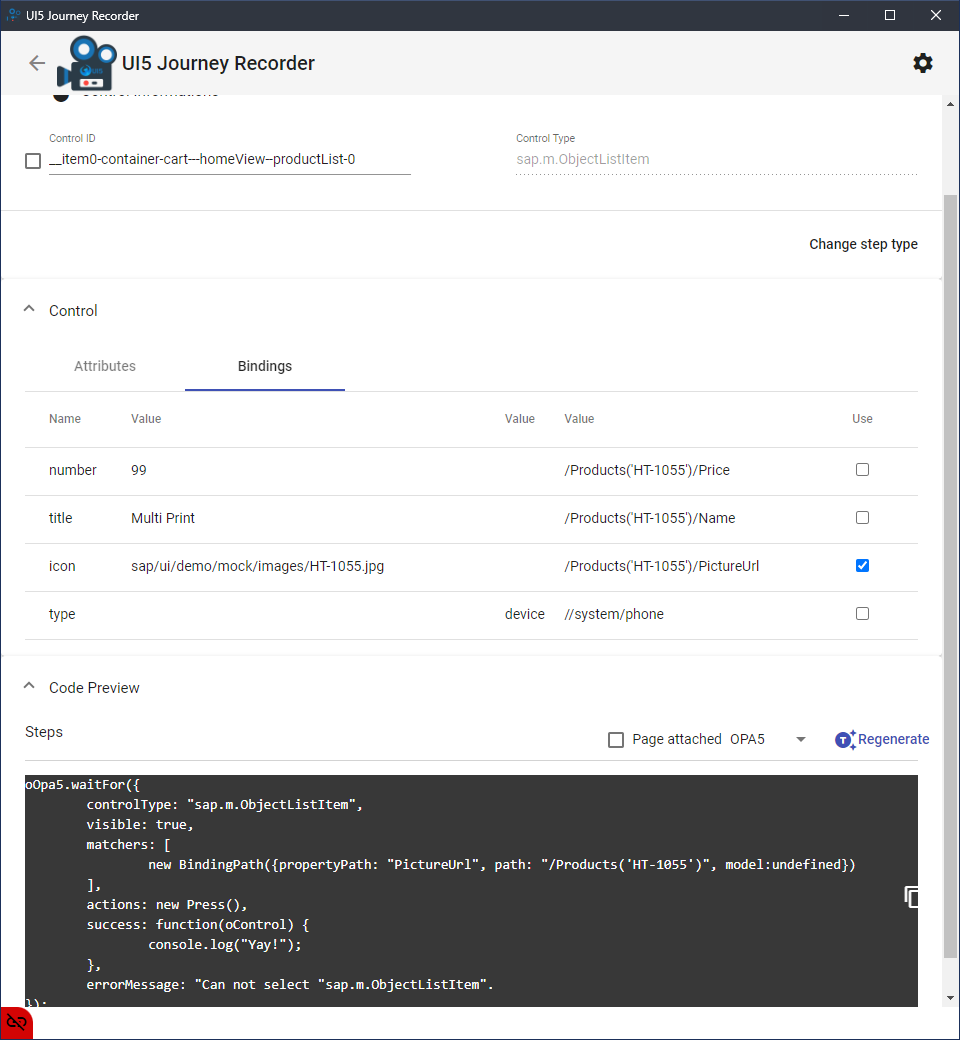 UI5 Journey Recorder
UI5 Journey Recorder
Control Informations
Control ID Control Type
__item0-container-cart---homeView--productList-0 sap.m.ObjectListItem
Change step type
Control
Attributes Bindings
Name Value Value Value Use
number 99 /Products('HT-1055')/Price
title Multi Print /Products('HT-1055')/Name
icon sap/ui/demo/mock/images/HT-1055.jpg /Products('HT-1055')/PictureUrl
type device //system/phone
Code Preview
Steps Page attached OPA5 Regenerate
oOpa5.waitFor({
controlType: "sap.m.ObjectListItem",
visible: true,
matchers: [
new BindingPath({propertyPath: "PictureUrl", path: "/Products('HT-1055')", model:undefined})
],
actions: new Press(),
success: function(oControl) {
console.log("Yay!");
},
errorMessage: "Can not select "sap.m.ObjectListItem".
});